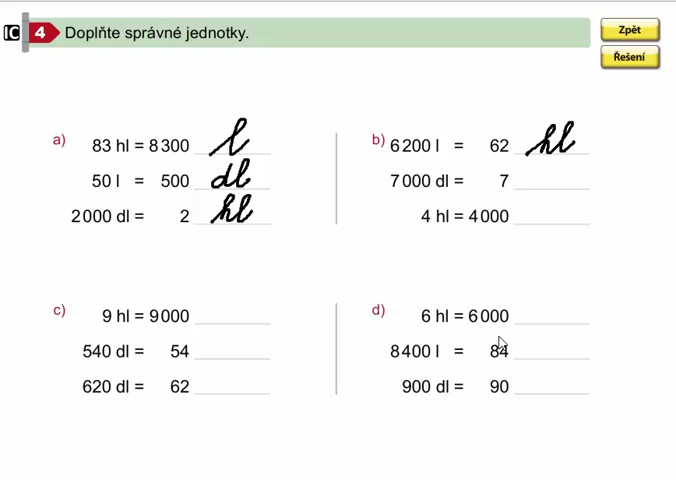 IC 4 Doplňte správné jednotky.
Zpět
Řešení
a) 83 hl = 8 300 l
50 l = 500 dl
2 000 dl = 2 hl
b) 6 200 l = 62 hl
7 000 dl = 7
4 hl = 4 000
c) 9 hl = 9 000
540 dl = 54
620 dl = 62
d) 6 hl = 6 000
8 400 l = 84
900 dl = 90